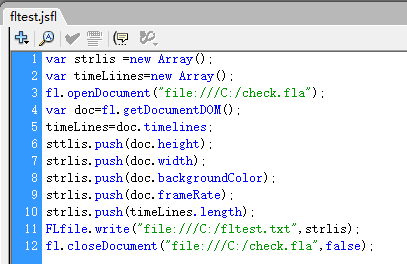 fltest.jsfl
1 var strlis =new Array();
2 var timeLiines=new Array();
3 fl.openDocument("file:///C:/check.fla");
4 var doc=fl.getDocumentDOM();
5 timeLines=doc.timelines;
6 sttlis.push(doc.height);
7 strlis.push(doc.width);
8 strlis.push(doc.backgroundColor);
9 strlis.push(doc.frameRate);
10 strlis.push(timeLines.length);
11 FLfile.write("file:///C:/fltest.txt",strlis);
12 fl.closeDocument("file:///C:/check.fla",false);